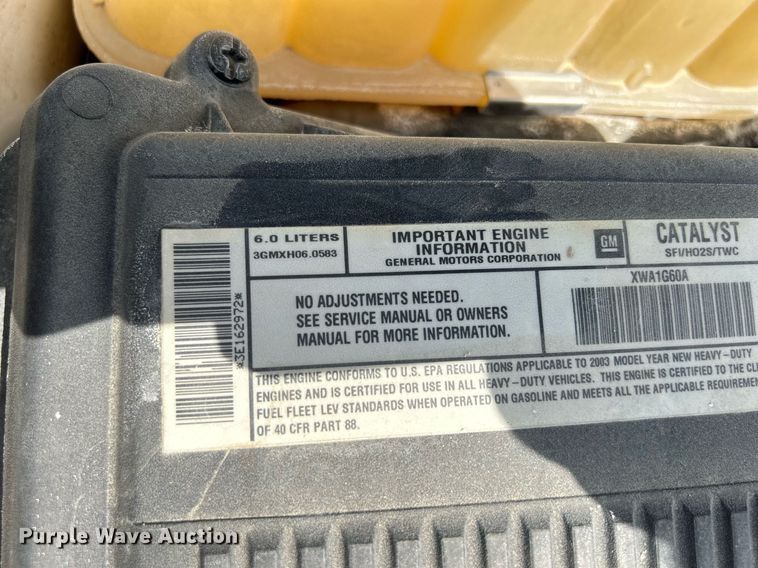 *3E162972*
6.0 LITERS
3GMXH06.0583
IMPORTANT ENGINE
INFORMATION
GENERAL MOTORS CORPORATION
GM
CATALYST
SFI/HO2S/TWC
NO ADJUSTMENTS NEEDED.
SEE SERVICE MANUAL OR OWNERS
MANUAL FOR MORE INFORMATION.
XWA1G60A
THIS ENGINE CONFORMS TO U.S. EPA REGULATIONS APPLICABLE TO 2003 MODEL YEAR NEW HEAVY-DUTY
ENGINES AND IS CERTIFIED FOR USE IN ALL HEAVY-DUTY VEHICLES. THIS ENGINE IS CERTIFIED TO THE
FUEL FLEET LEV STANDARDS WHEN OPERATED ON GASOLINE AND MEETS ALL THE APPLICABLE
OF 40 CFR PART 88.
Purple Wave Auction